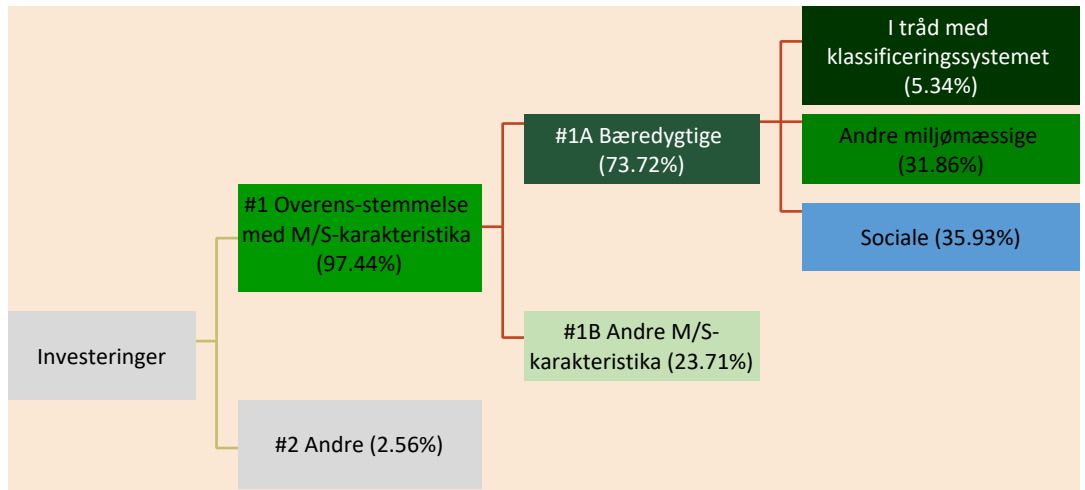 Investeringer
#1 Overens-stemmelse
med M/S-karakteristika
(97.44%)
#2 Andre (2.56%)
#1A Bæredygtige
(73.72%)
#1B Andre M/S-
karakteristika (23.71%)
I tråd med
klassificeringssystemet
(5.34%)
Andre miljømæssige
(31.86%)
Sociale (35.93%)